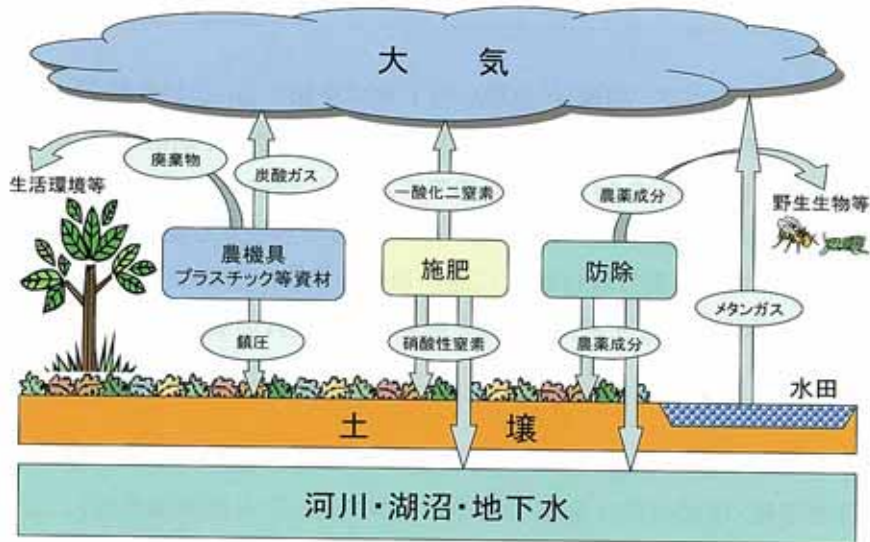 大　気
廃棄物
生活環境等
炭酸ガス
一酸化二窒素
農薬成分
野生生物等
農機具
プラスチック等資材
施肥
防除
メタンガス
鎮圧
硝酸性窒素
農薬成分
水田
土　壌
河川・湖沼・地下水